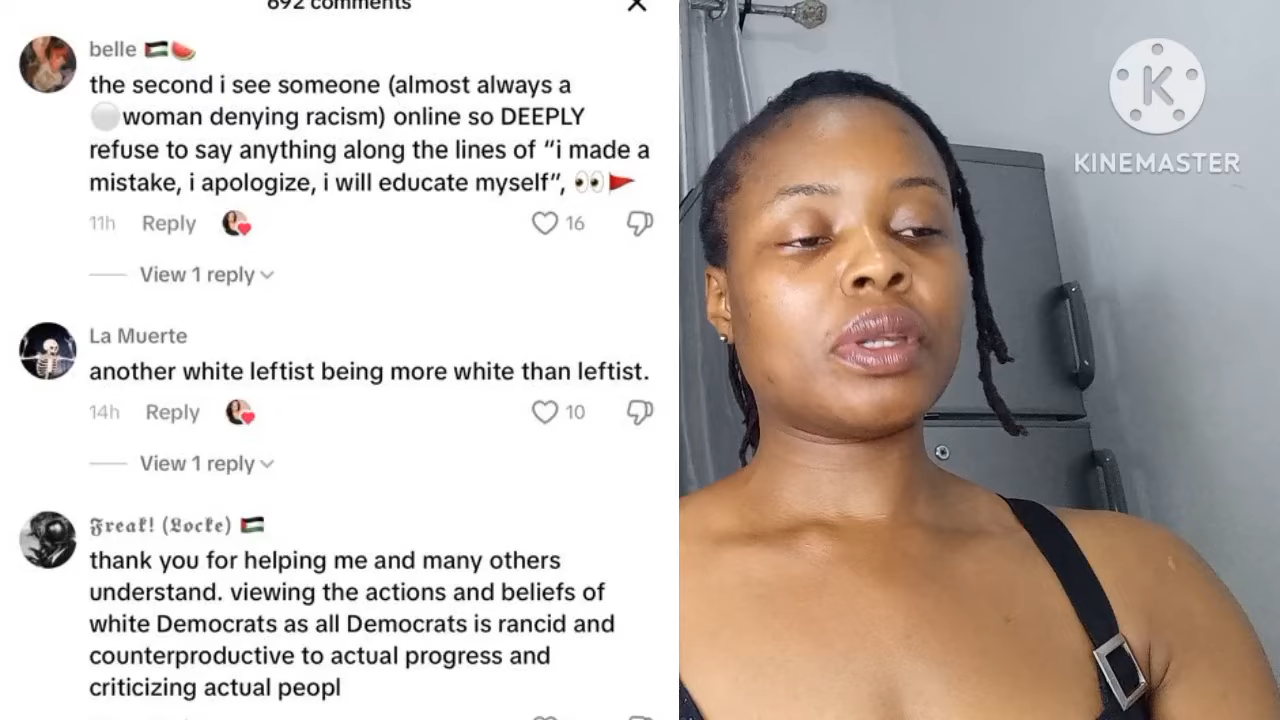 692 comments
belle 🇵🇸🍉
the second i see someone (almost always a
⚪woman denying racism) online so DEEPLY
refuse to say anything along the lines of “i made a
mistake, i apologize, i will educate myself”, 👀🚩
11h Reply 16
View 1 reply
La Muerte
another white leftist being more white than leftist.
14h Reply 10
View 1 reply
𝕱𝖗𝖊𝖆𝖐! (𝕷𝖔𝖈𝖐𝖊) 🇵🇸
thank you for helping me and many others
understand. viewing the actions and beliefs of
white Democrats as all Democrats is rancid and
counterproductive to actual progress and
criticizing actual peopl
K
KINEMASTER